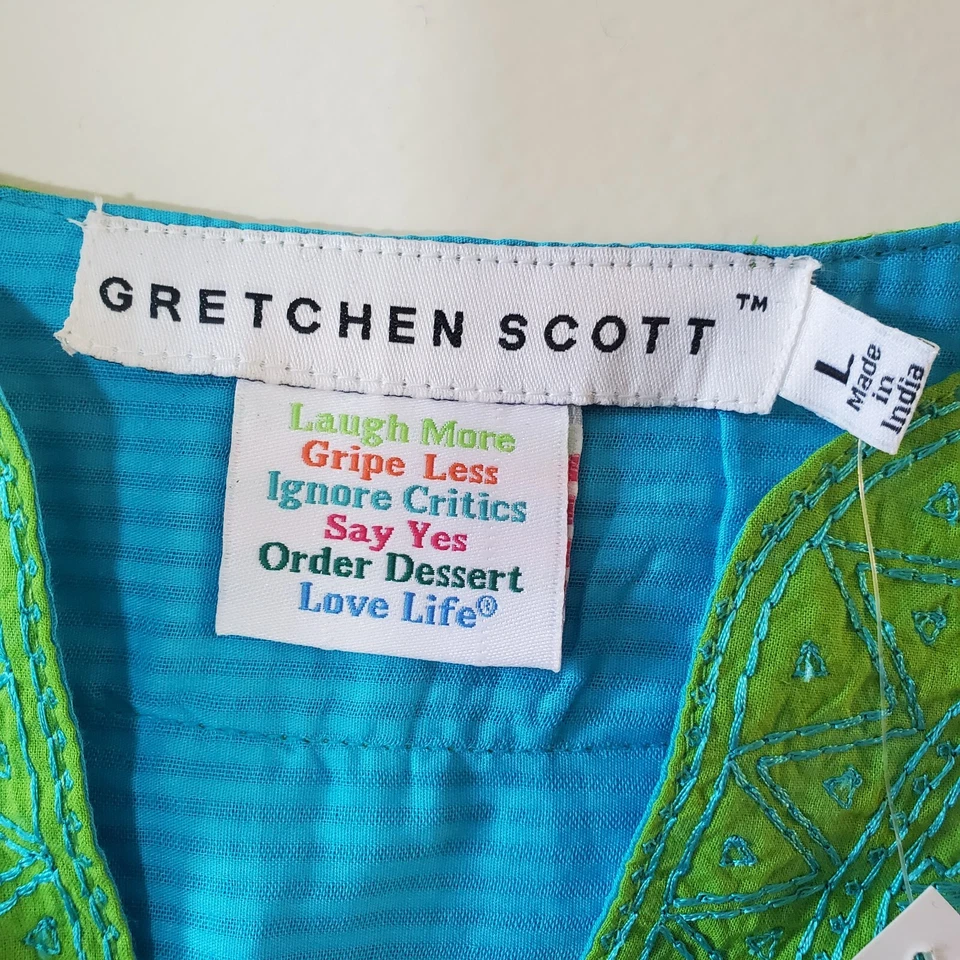 GRETCHEN SCOTT™
L
Made
in
India
Laugh More
Gripe Less
Ignore Critics
Say Yes
Order Dessert
Love Life®